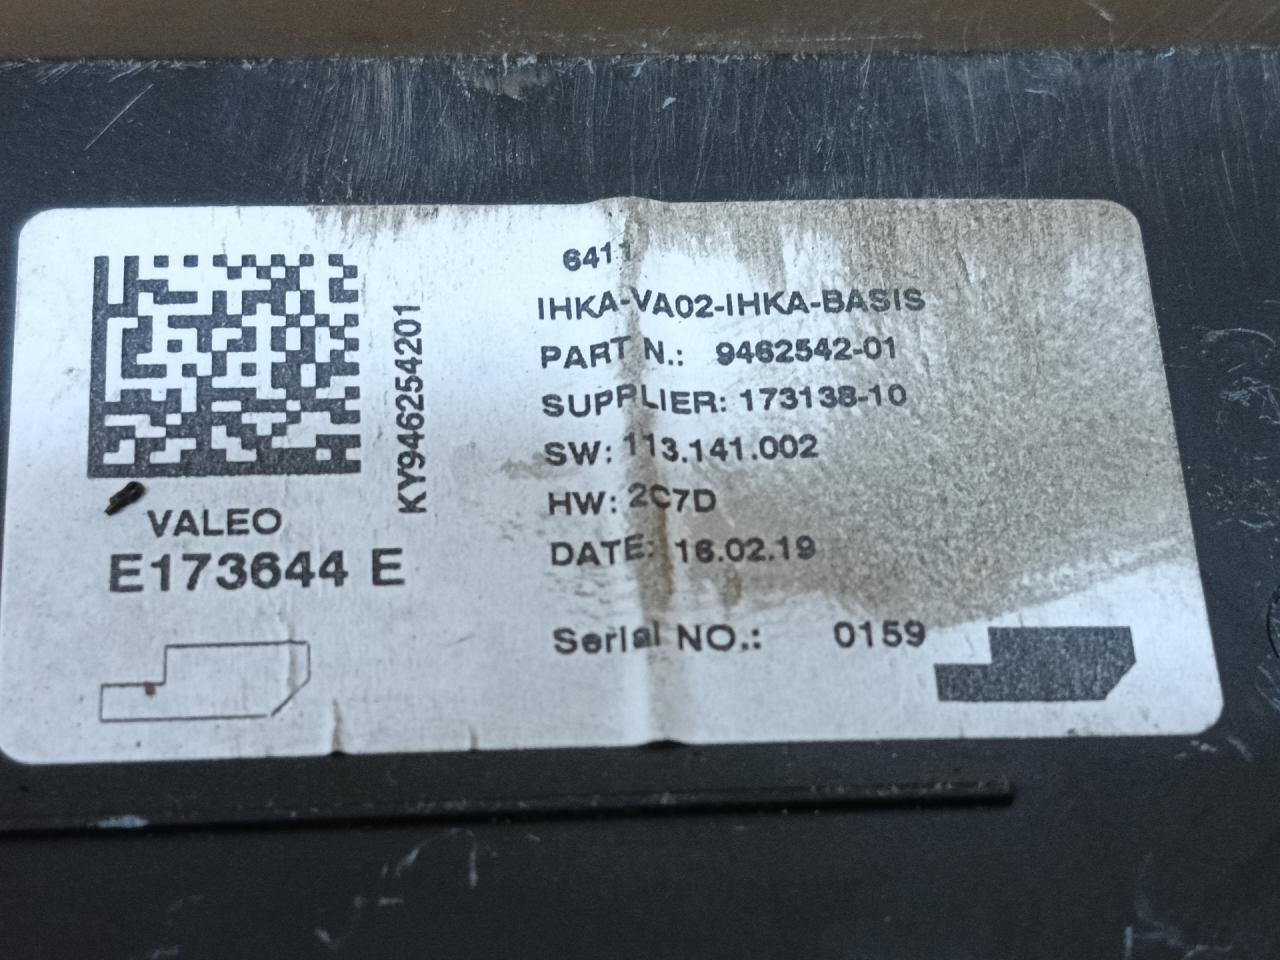 6411
IHKA-VA02-IHKA-BASIS
PART N.: 9462542-01
SUPPLIER: 173138-10
SW: 113.141.002
HW: 2C7D
DATE: 16.02.19
Serial NO.: 0159
KY946254201
VALEO
E173644 E